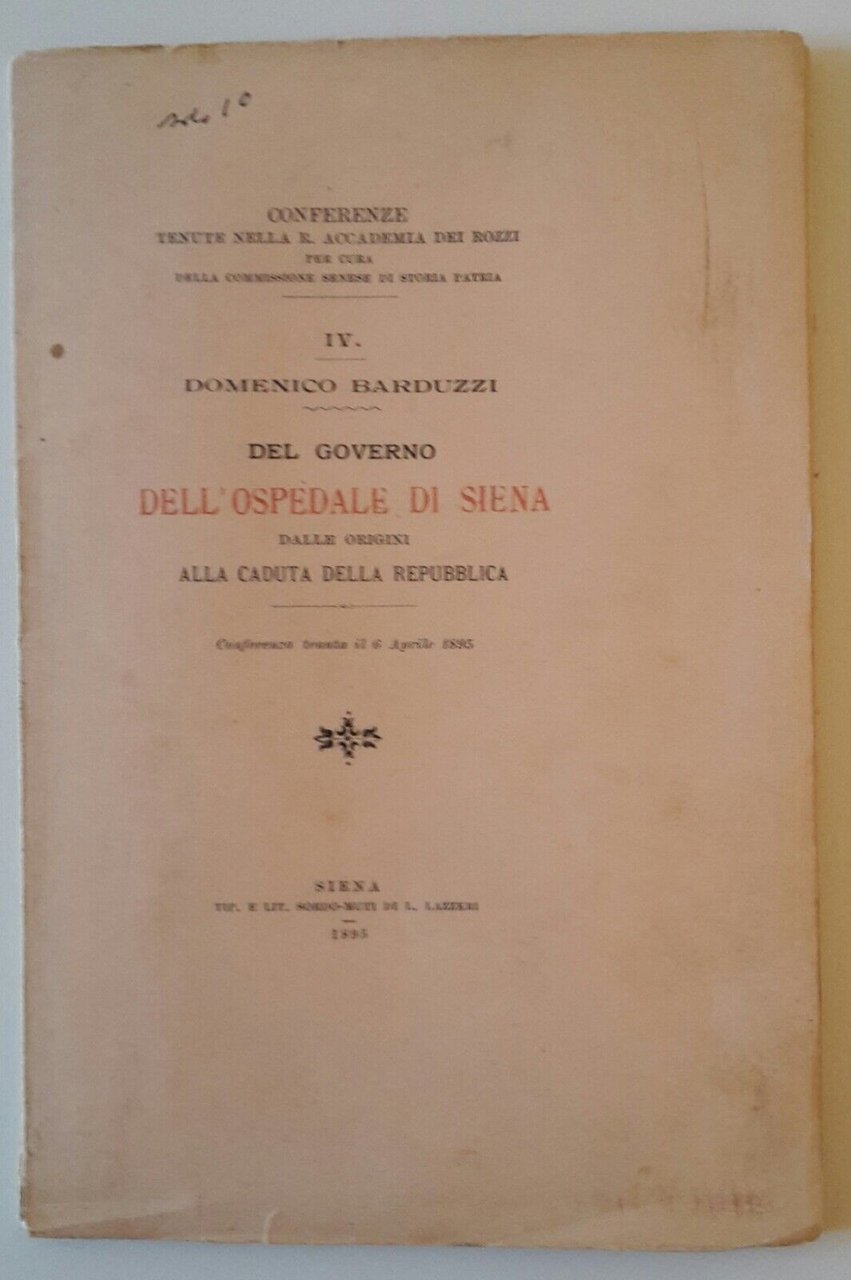 CONFERENZE
TENUTE NELLA R. ACCADEMIA DEI ROZZI
PER CURA
DELLA COMMISSIONE SENESE DI STORIA PATRIA
IV.
DOMENICO BARDUZZI
DEL GOVERNO
DELL'OSPEDALE DI SIENA
DALLE ORIGINI
ALLA CADUTA DELLA REPUBBLICA
Conferenza tenuta il 6 Aprile 1895
SIENA
TIP. E LIT. SORDO-MUTI DI L. LAZZERI
1895